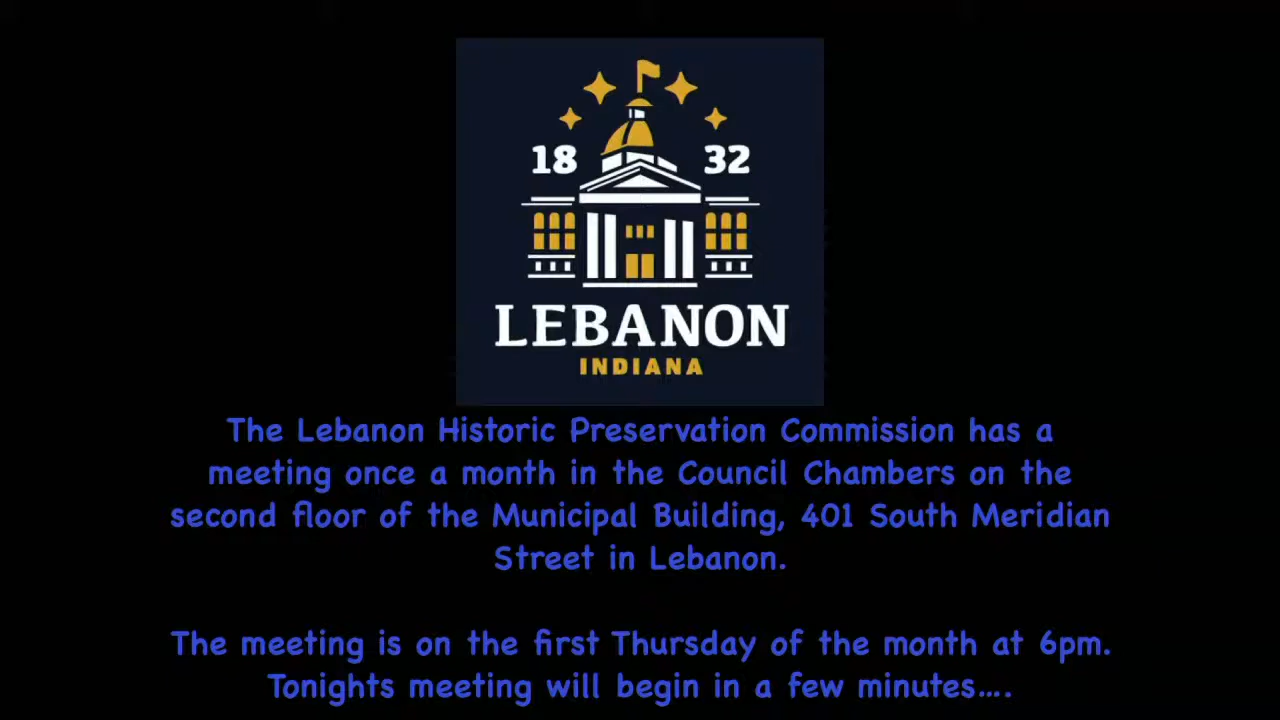 18 32
LEBANON
INDIANA
The Lebanon Historic Preservation Commission has a
meeting once a month in the Council Chambers on the
second floor of the Municipal Building, 401 South Meridian
Street in Lebanon.
The meeting is on the first Thursday of the month at 6pm.
Tonights meeting will begin in a few minutes....